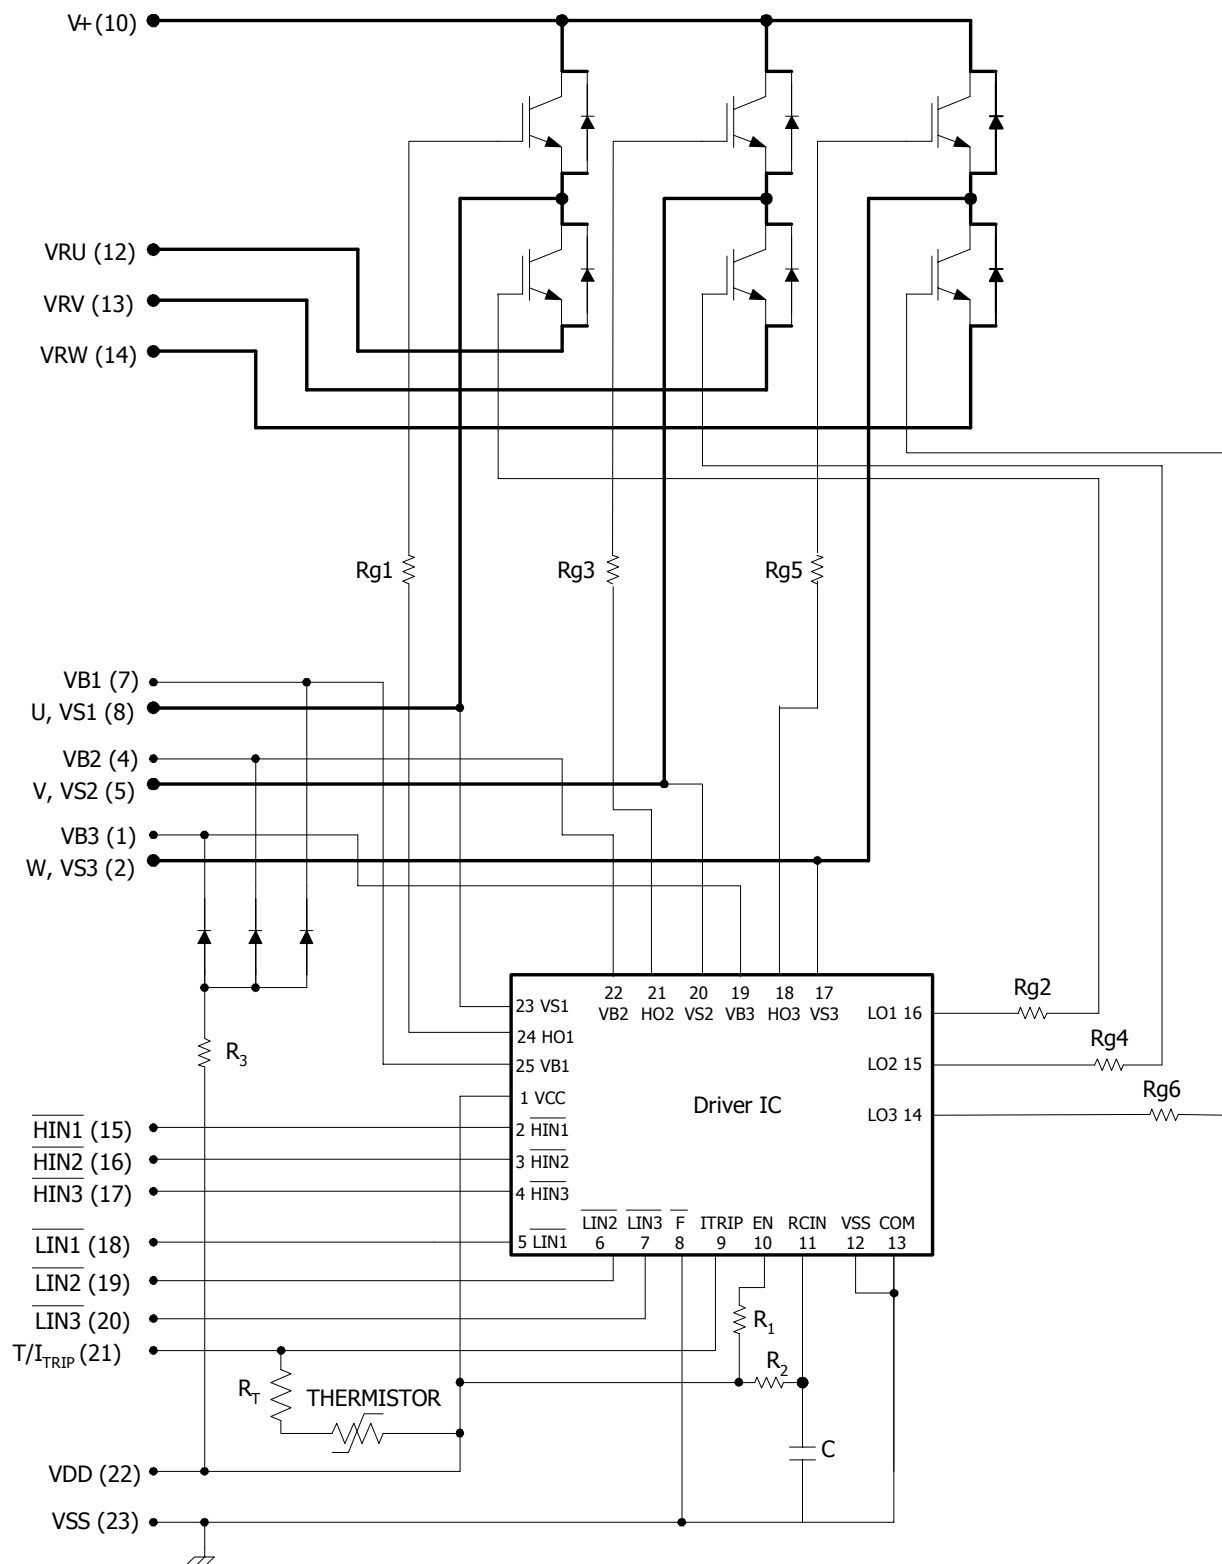 V+ (10)
VRU (12)
VRV (13)
VRW (14)
Rg1
Rg3
Rg5
VB1 (7)
U, VS1 (8)
VB2 (4)
V, VS2 (5)
VB3 (1)
W, VS3 (2)
22 21 20 19 18 17
VB2 HO2 VS2 VB3 HO3 VS3
23 VS1
24 HO1
25 VB1
1 VCC
2 HIN1
3 HIN2
4 HIN3
5 LIN1
Driver IC
LO1 16
LO2 15
LO3 14
Rg2
Rg4
Rg6
LIN2 LIN3 F ITRIP EN RCIN VSS COM
6 7 8 9 10 11 12 13
R3
HIN1 (15)
HIN2 (16)
HIN3 (17)
LIN1 (18)
LIN2 (19)
LIN3 (20)
T/ITRIP (21)
R1
R2
RT
THERMISTOR
C
VDD (22)
VSS (23)